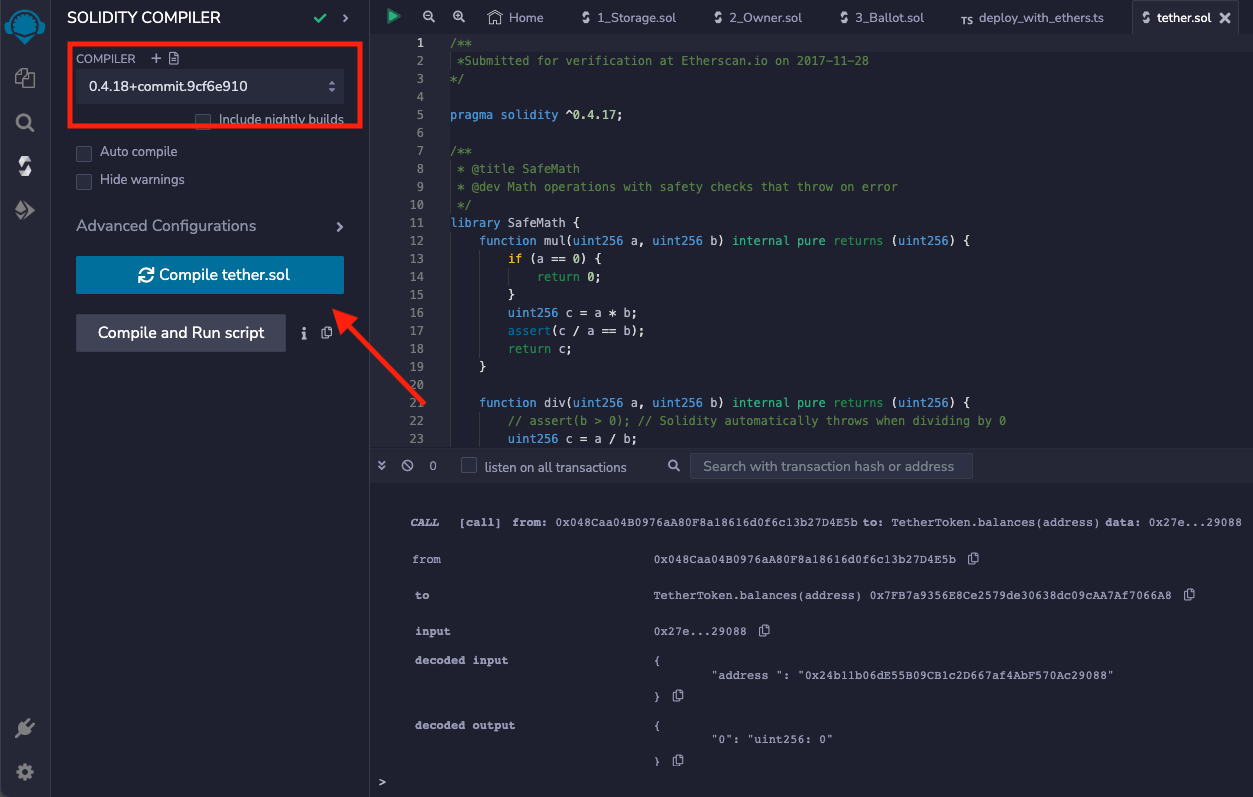 SOLIDITY COMPILER
COMPILER
0.4.18+commit.9cf6e910
Include nightly builds
Auto compile
Hide warnings
Advanced Configurations
Compile tether.sol
Compile and Run script
Home
1_Storage.sol
2_Owner.sol
3_Ballot.sol
TS deploy_with_ethers.ts
tether.sol
1 /**
2  *Submitted for verification at Etherscan.io on 2017-11-28
3 */
4
5 pragma solidity ^0.4.17;
6
7 /**
8  * @title SafeMath
9  * @dev Math operations with safety checks that throw on error
10  */
11 library SafeMath {
12     function mul(uint256 a, uint256 b) internal pure returns (uint256) {
13         if (a == 0) {
14             return 0;
15         }
16         uint256 c = a * b;
17         assert(c / a == b);
18         return c;
19     }
20
21     function div(uint256 a, uint256 b) internal pure returns (uint256) {
22         // assert(b > 0); // Solidity automatically throws when dividing by 0
23         uint256 c = a / b;
0
listen on all transactions
Search with transaction hash or address
CALL [call] from: 0x048Caa04B0976aA80F8a18616d0f6c13b27D4E5b to: TetherToken.balances(address) data: 0x27e...29088
from 0x048Caa04B0976aA80F8a18616d0f6c13b27D4E5b
to TetherToken.balances(address) 0x7FB7a9356E8Ce2579de30638dc09cAA7Af7066A8
input 0x27e...29088
decoded input {
"address ": "0x24b11b06dE55B09CB1c2D667af4AbF570Ac29088"
}
decoded output {
"0": "uint256: 0"
}
>